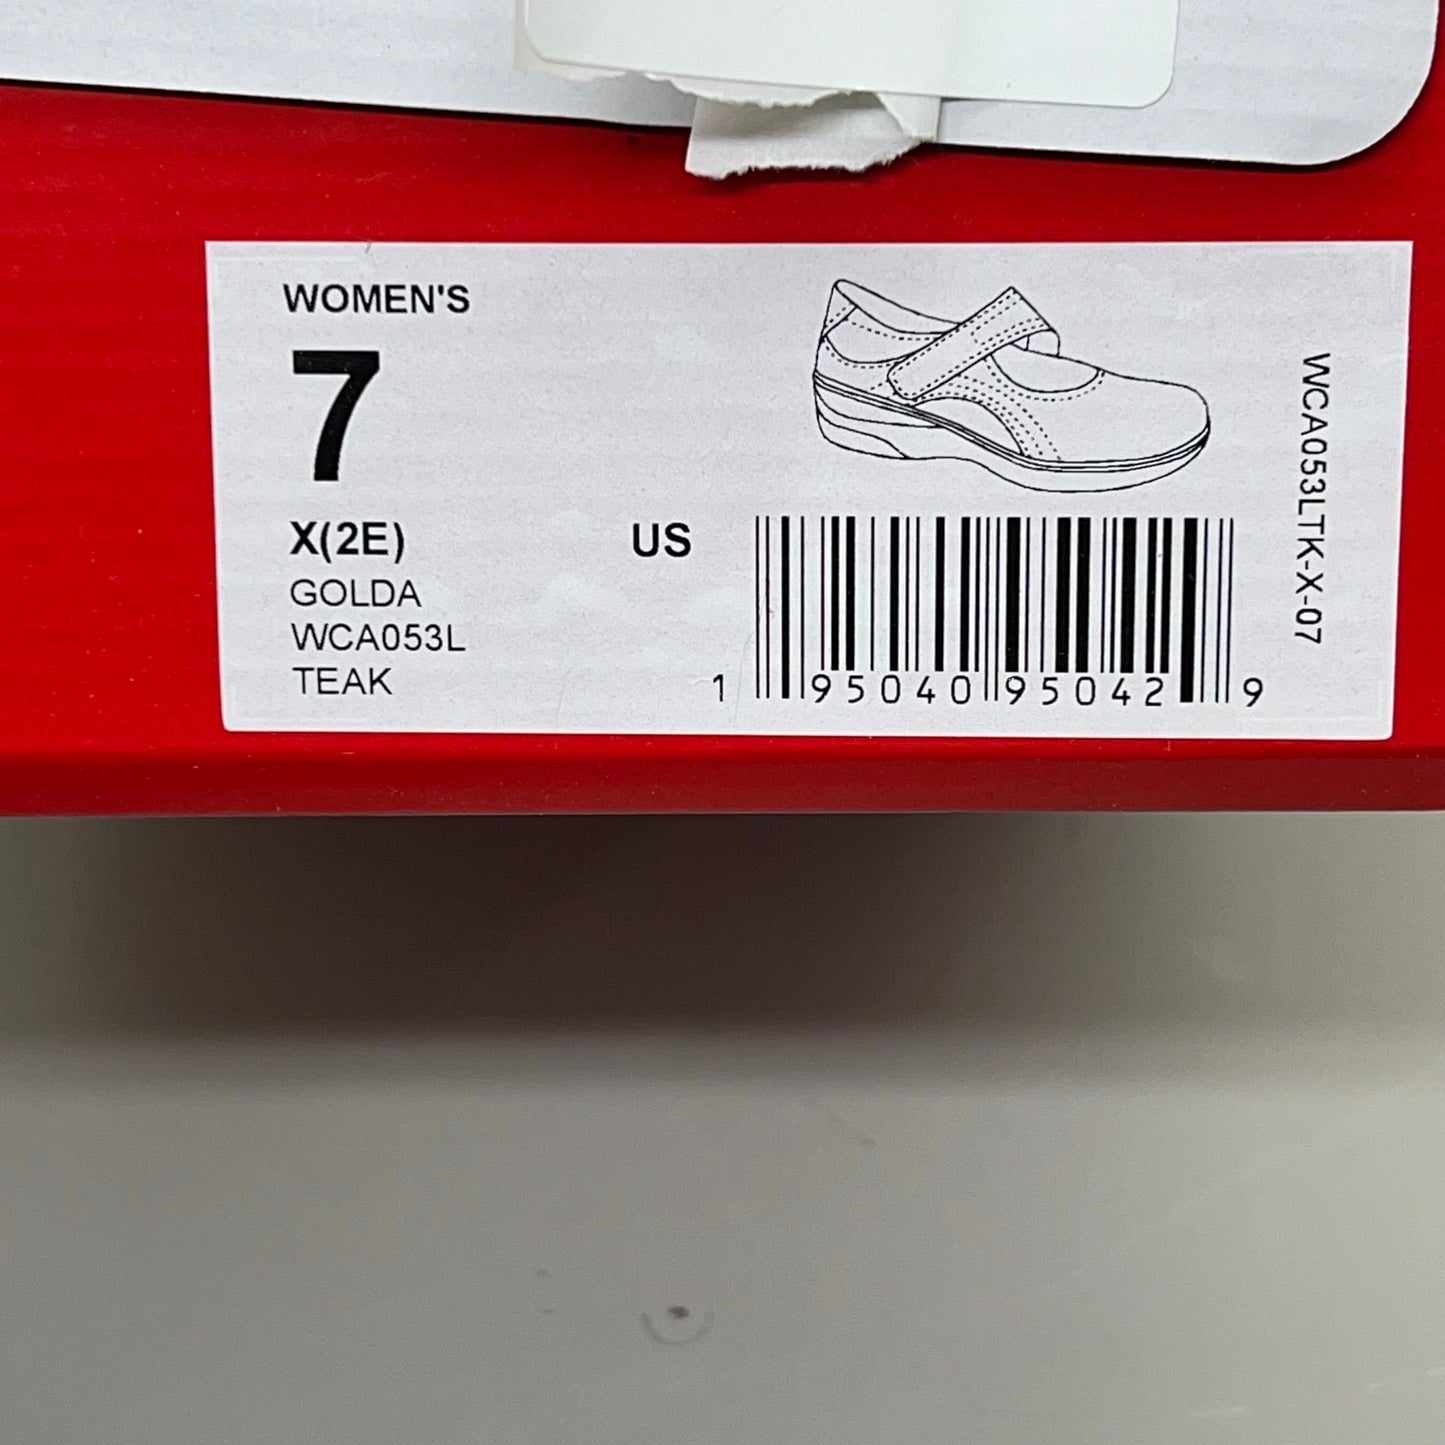 WOMEN'S
7
X(2E)
US
GOLDA
WCA053L
TEAK
1 95040 95042 9
WCA053LTK-X-07